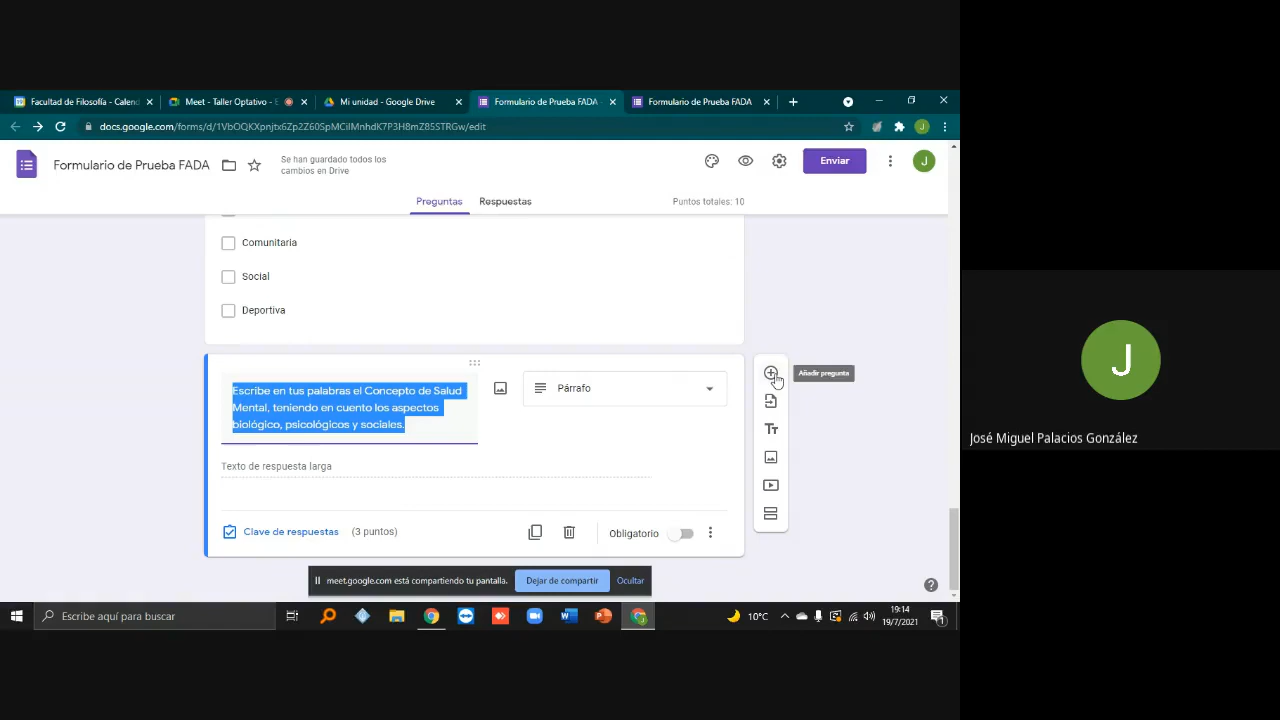 Facultad de Filosofía - Calend
Meet - Taller Optativo - E
Mi unidad - Google Drive
Formulario de Prueba FADA -
Formulario de Prueba FADA
docs.google.com/forms/d/1VbOQKXpnjtx6Zp2Z60SpMCiIMnhdK7P3H8mZ85STRGw/edit
J
Formulario de Prueba FADA
Se han guardado todos los
cambios en Drive
Enviar
J
Preguntas
Respuestas
Puntos totales: 10
Comunitaria
Social
Deportiva
Escribe en tus palabras el Concepto de Salud
Mental, teniendo en cuento los aspectos
biológico, psicológicos y sociales.
Párrafo
Añadir pregunta
Tт
Texto de respuesta larga
Clave de respuestas
(3 puntos)
Obligatorio
meet.google.com está compartiendo tu pantalla.
Dejar de compartir
Ocultar
Escribe aquí para buscar
10°C
19:14
19/7/2021
J
José Miguel Palacios González